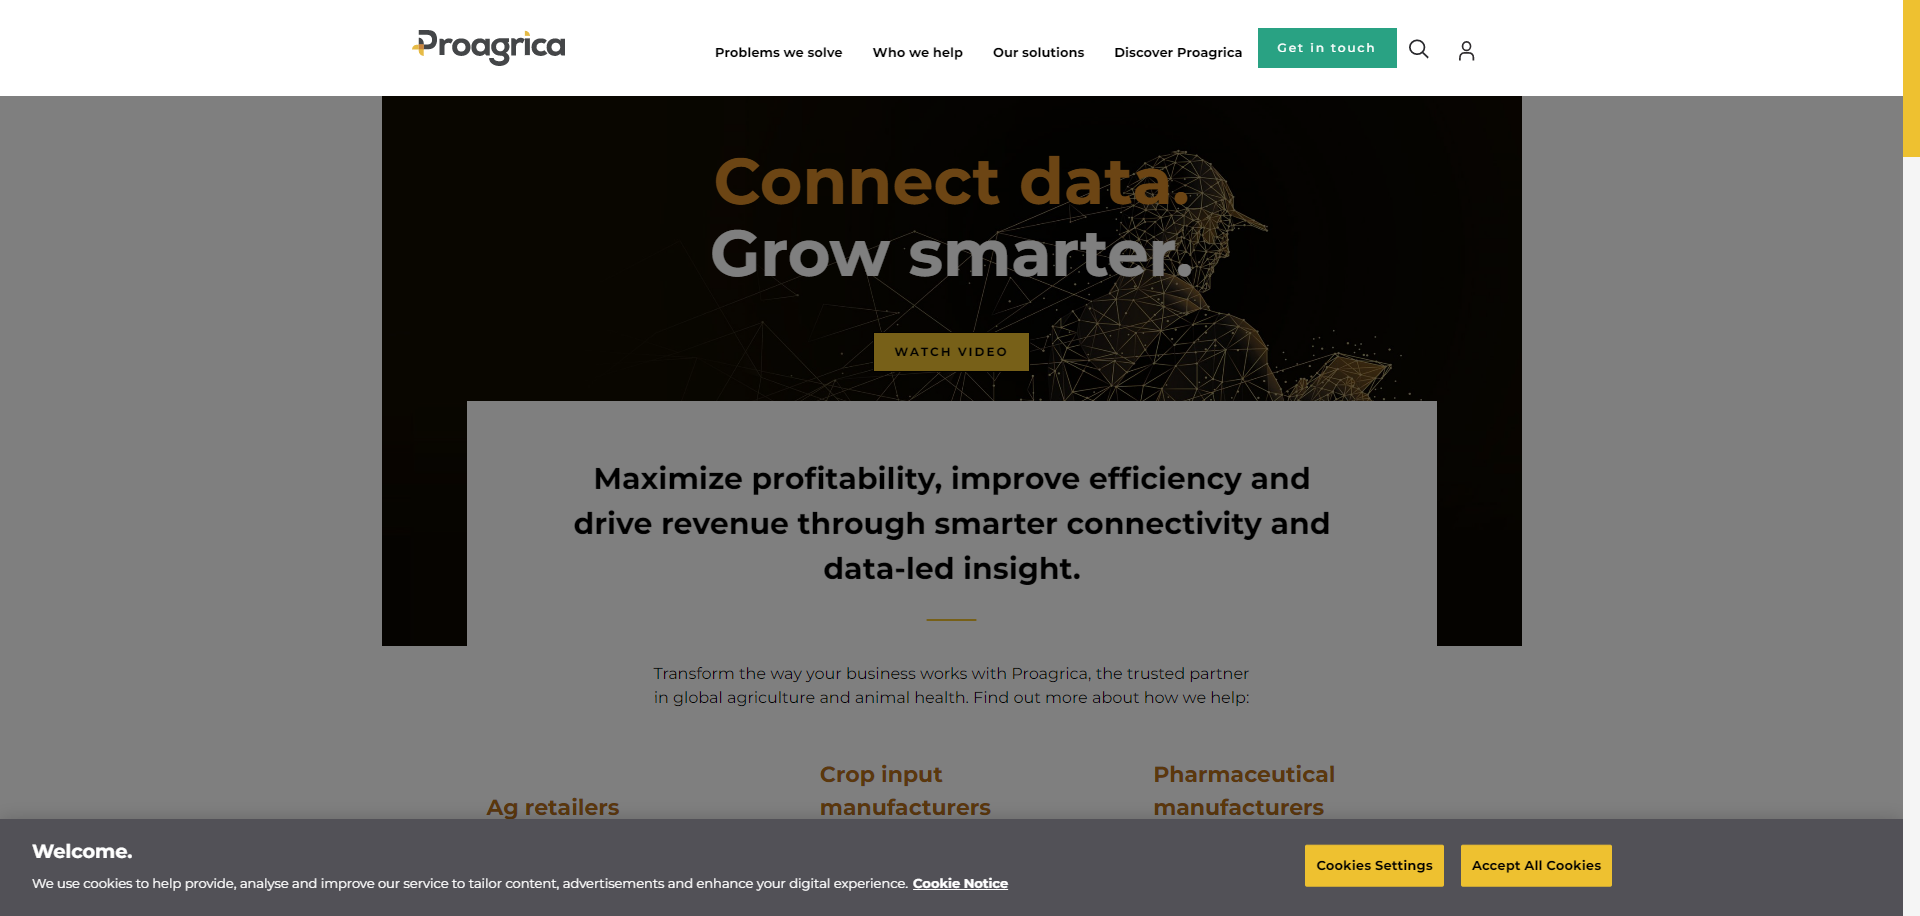 Proagrica
Problems we solve
Who we help
Our solutions
Discover Proagrica
Get in touch
Connect data.
Grow smarter.
WATCH VIDEO
Maximize profitability, improve efficiency and
drive revenue through smarter connectivity and
data-led insight.
Transform the way your business works with Proagrica, the trusted partner
in global agriculture and animal health. Find out more about how we help:
Ag retailers
Crop input
manufacturers
Pharmaceutical
manufacturers
Welcome.
We use cookies to help provide, analyse and improve our service to tailor content, advertisements and enhance your digital experience. Cookie Notice
Cookies Settings
Accept All Cookies